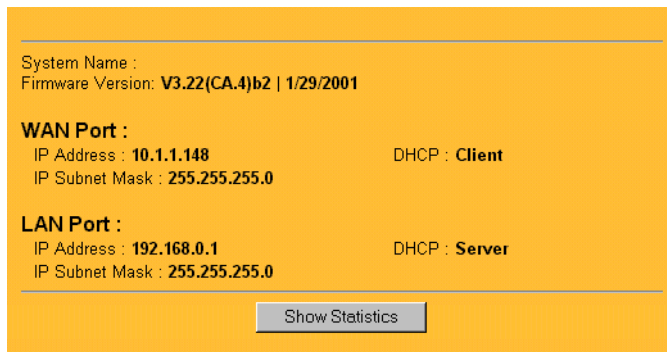 System Name :
Firmware Version: V3.22(CA.4)b2 | 1/29/2001
WAN Port :
IP Address : 10.1.1.148 DHCP : Client
IP Subnet Mask : 255.255.255.0
LAN Port :
IP Address : 192.168.0.1 DHCP : Server
IP Subnet Mask : 255.255.255.0
Show Statistics